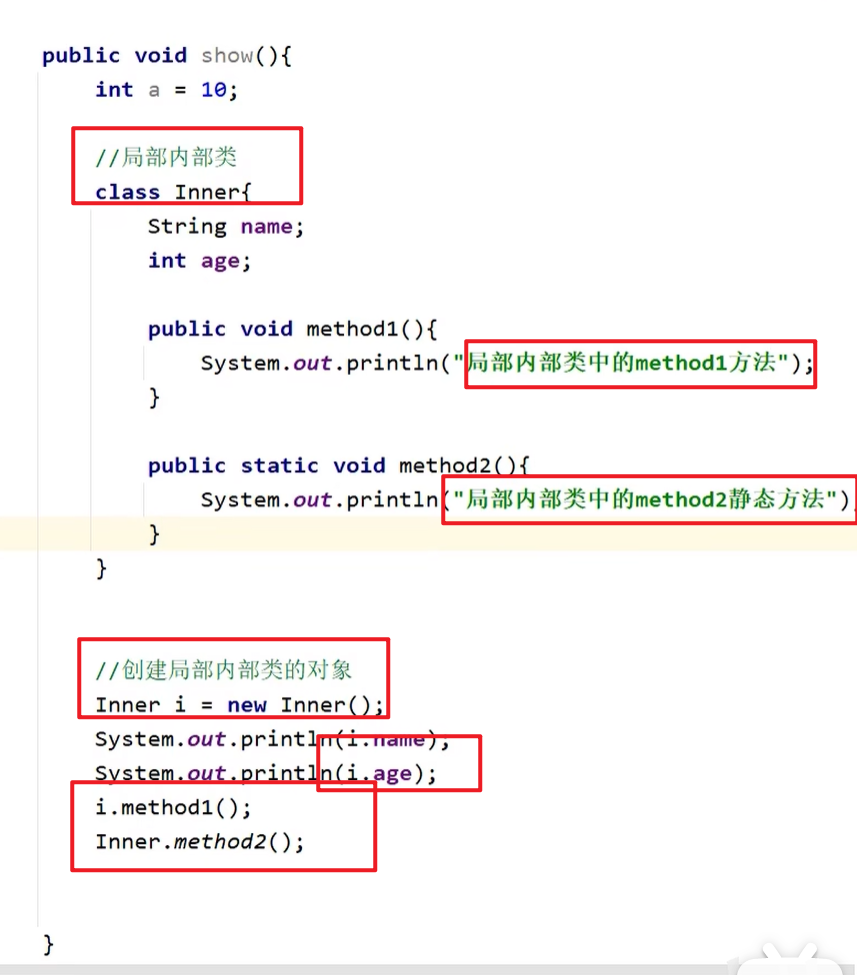 public void show(){
int a = 10;
//局部内部类
class Inner{
String name;
int age;
public void method1(){
System.out.println("局部内部类中的method1方法");
}
public static void method2(){
System.out.println("局部内部类中的method2静态方法")
}
}
//创建局部内部类的对象
Inner i = new Inner();
System.out.println(i.name);
System.out.println(i.age);
i.method1();
Inner.method2();
}